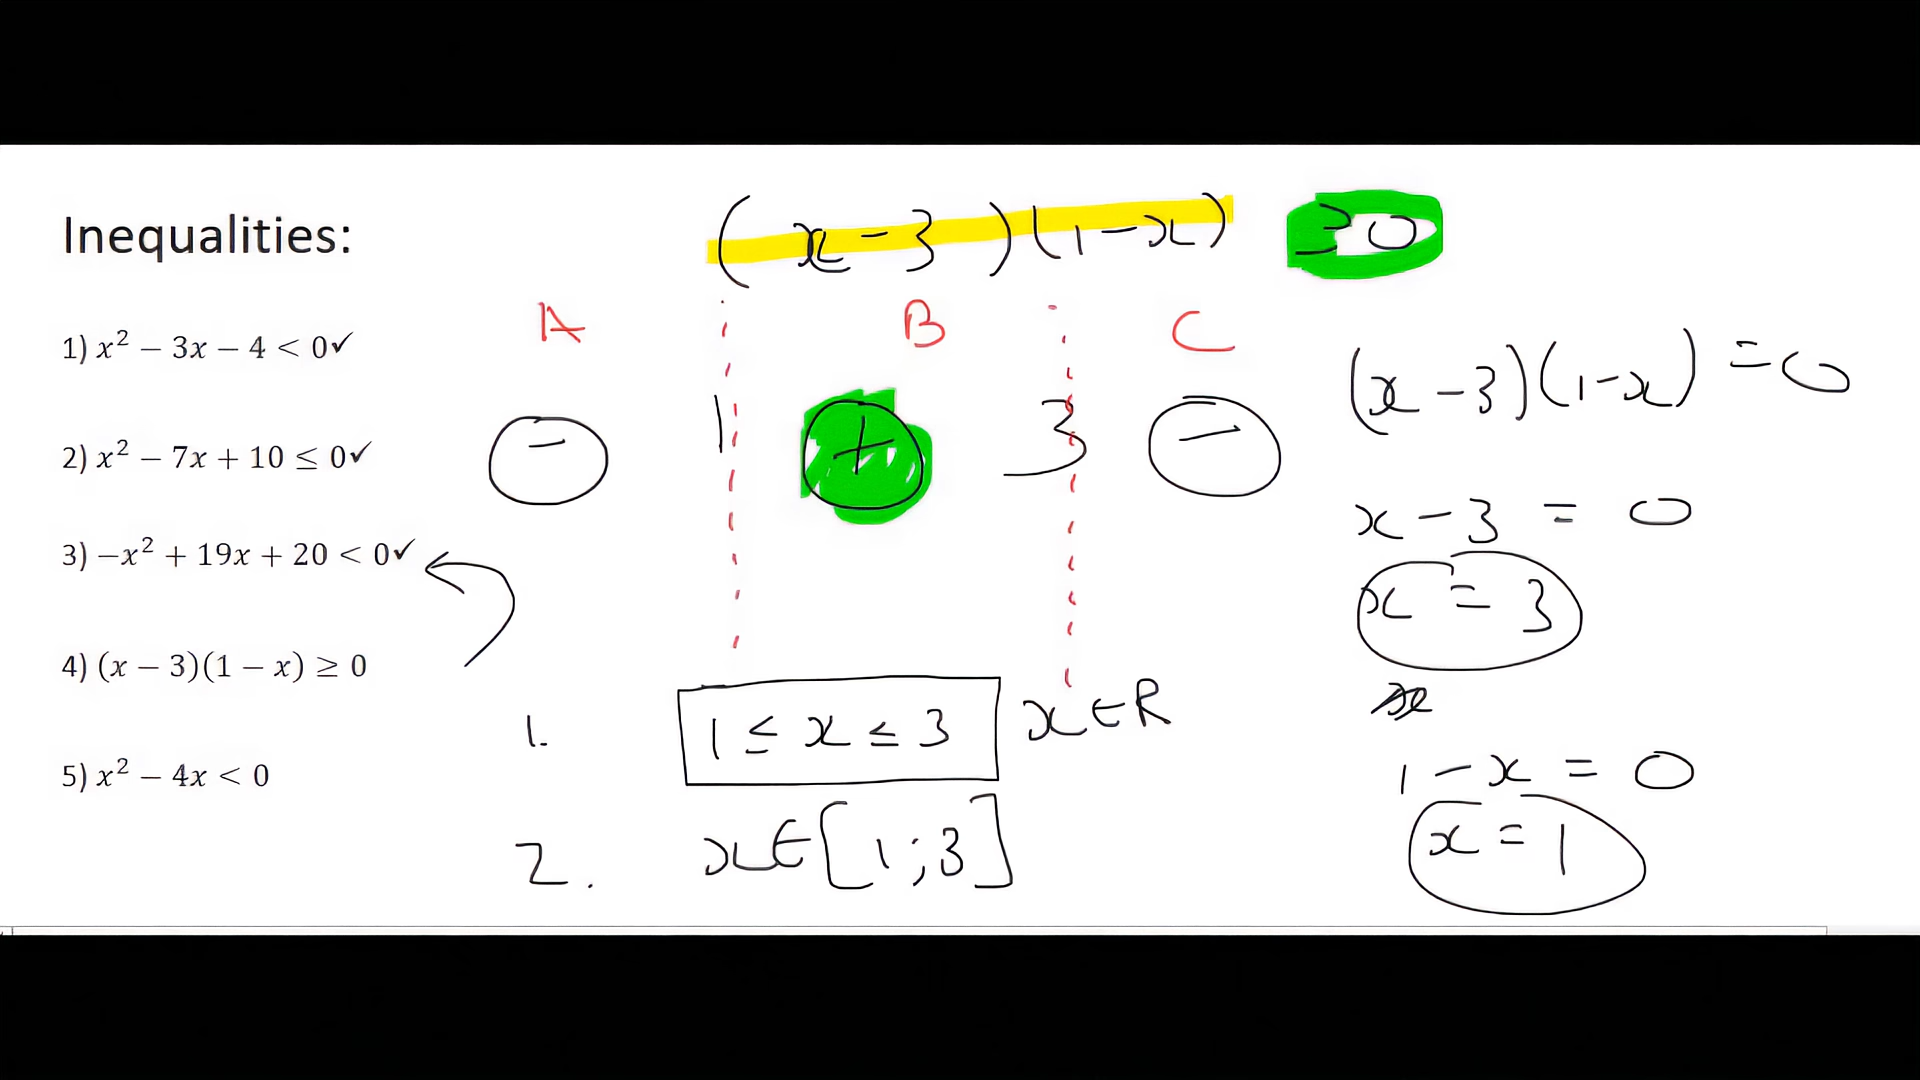 Inequalities:
1) x² − 3x − 4 < 0✓
2) x² − 7x + 10 ≤ 0✓
3) −x² + 19x + 20 < 0✓
4) (x − 3)(1 − x) ≥ 0
5) x² − 4x < 0
(x − 3)(1 − x) ≥ 0
A B C
− 1 + 3 −
1. 1 ≤ x ≤ 3 x ∈ R
2. x ∈ [1 ; 3]
(x − 3)(1 − x) = 0
x − 3 = 0
x = 3
1 − x = 0
x = 1